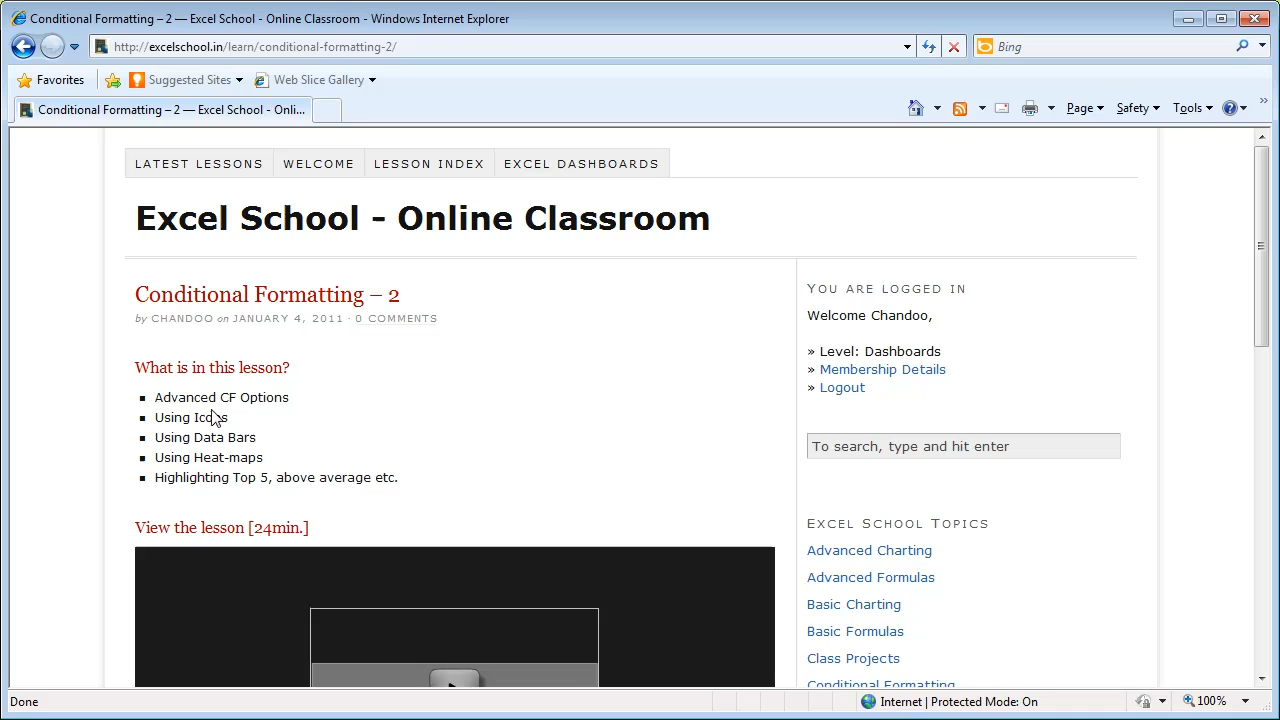 Conditional Formatting – 2 — Excel School - Online Classroom - Windows Internet Explorer
http://excelschool.in/learn/conditional-formatting-2/
Bing
Favorites
Suggested Sites
Web Slice Gallery
Conditional Formatting – 2 — Excel School - Onli...
Page
Safety
Tools
LATEST LESSONS
WELCOME
LESSON INDEX
EXCEL DASHBOARDS
Excel School - Online Classroom
Conditional Formatting – 2
by CHANDOO on JANUARY 4, 2011 · 0 COMMENTS
What is in this lesson?
Advanced CF Options
Using Icons
Using Data Bars
Using Heat-maps
Highlighting Top 5, above average etc.
View the lesson [24min.]
YOU ARE LOGGED IN
Welcome Chandoo,
» Level: Dashboards
» Membership Details
» Logout
To search, type and hit enter
EXCEL SCHOOL TOPICS
Advanced Charting
Advanced Formulas
Basic Charting
Basic Formulas
Class Projects
Conditional Formatting
Done
Internet | Protected Mode: On
100%